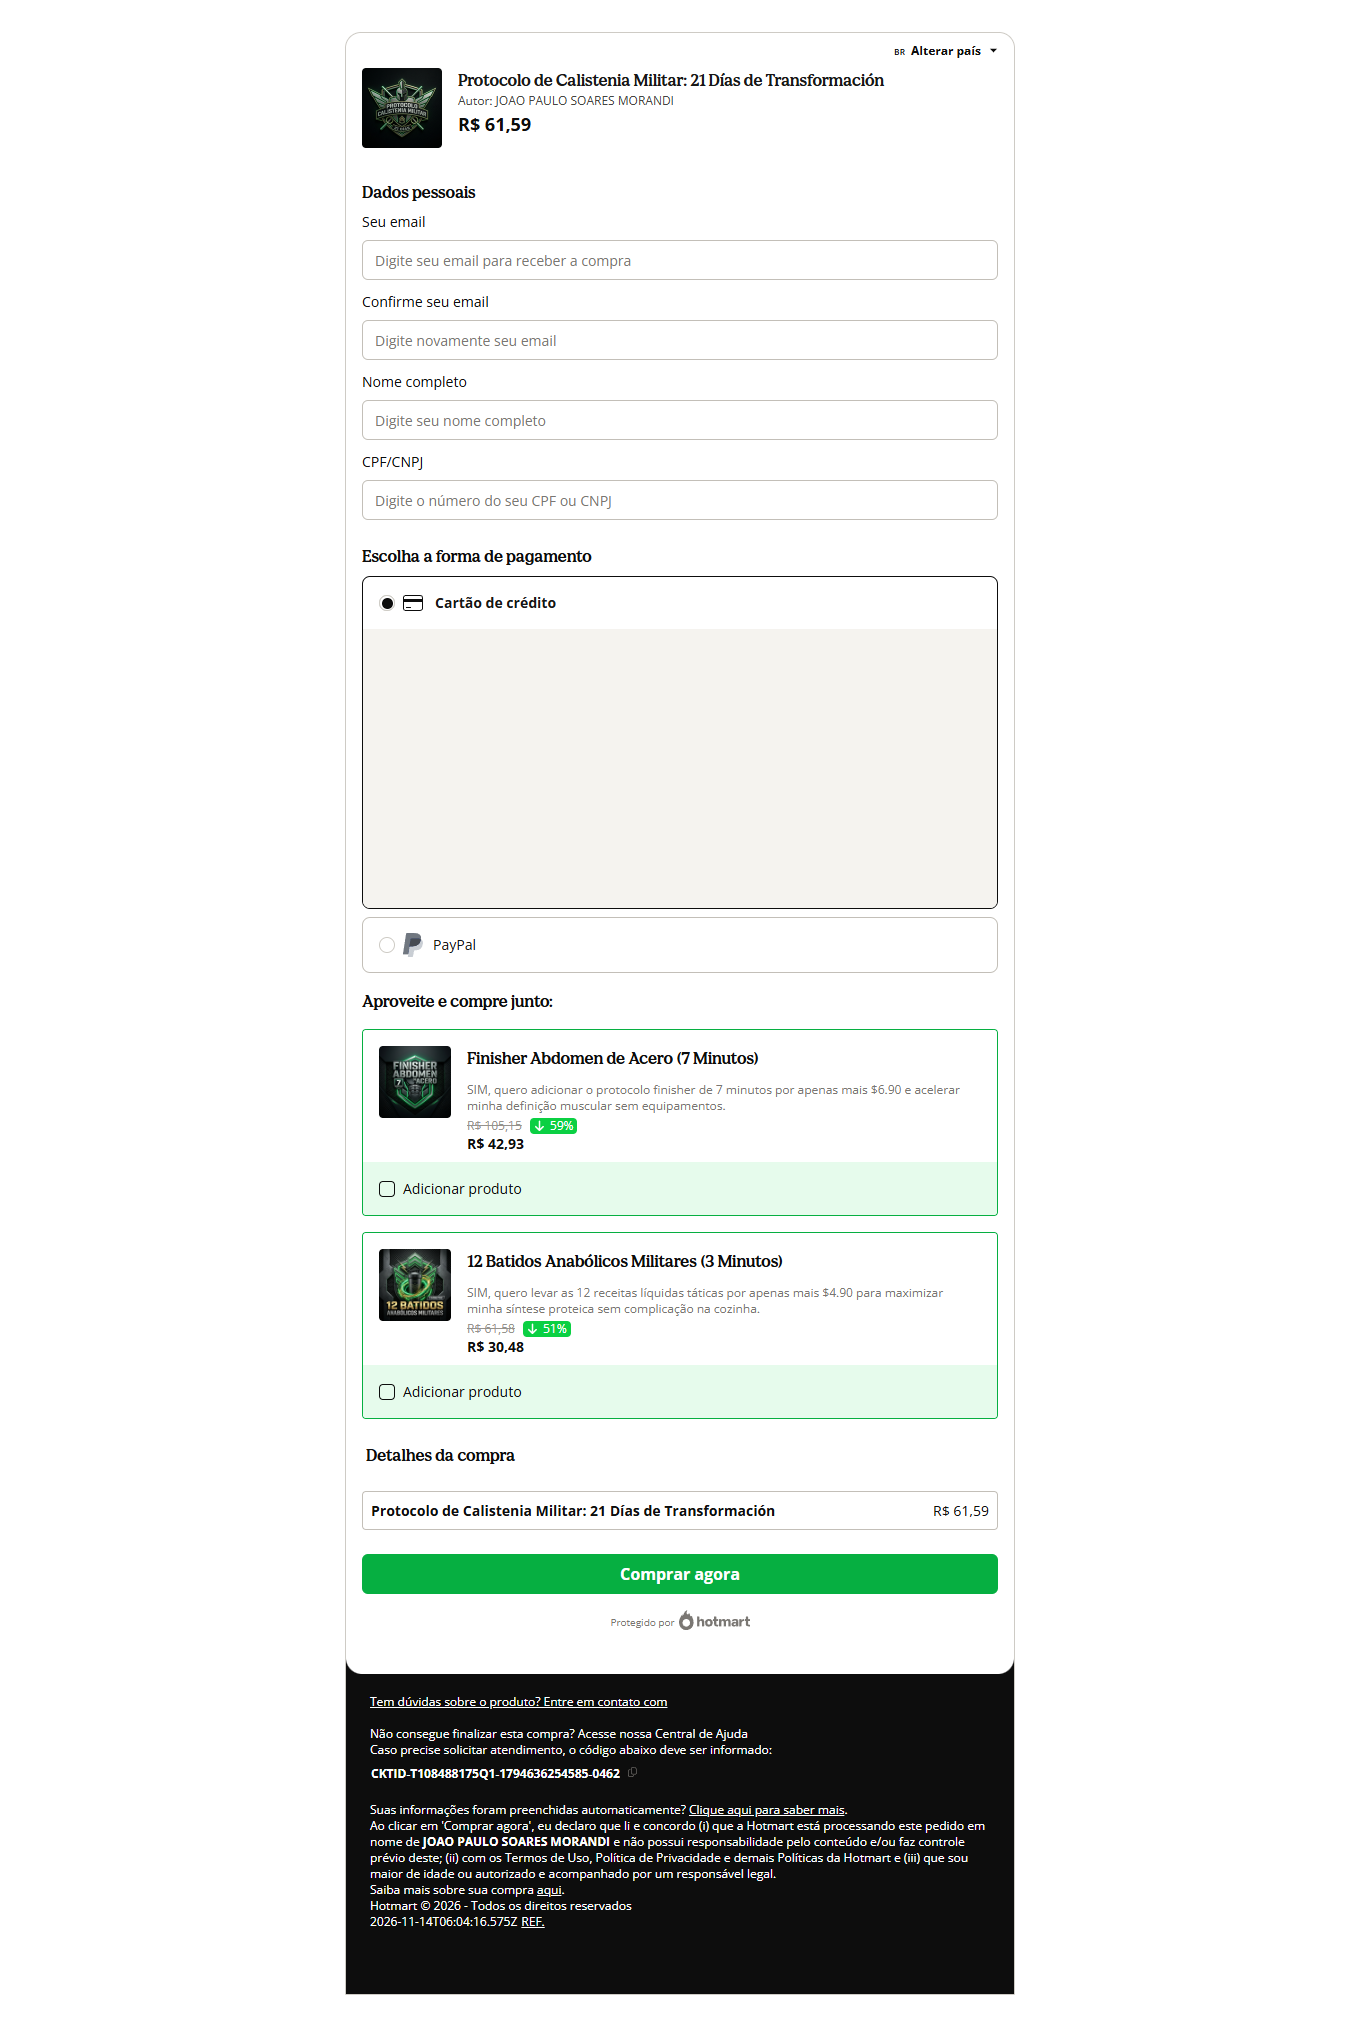 BR Alterar país
Protocolo de Calistenia Militar: 21 Días de Transformación
Autor: JOAO PAULO SOARES MORANDI
R$ 61,59
PROTOCOLO
CALISTENIA MILITAR
Dados pessoais
Seu email
Digite seu email para receber a compra
Confirme seu email
Digite novamente seu email
Nome completo
Digite seu nome completo
CPF/CNPJ
Digite o número do seu CPF ou CNPJ
Escolha a forma de pagamento
Cartão de crédito
PayPal
Aproveite e compre junto:
FINISHER
ABDOMEN
DE ACERO
7
Finisher Abdomen de Acero (7 Minutos)
SIM, quero adicionar o protocolo finisher de 7 minutos por apenas mais $6.90 e acelerar
minha definição muscular sem equipamentos.
R$ 105,15 59%
R$ 42,93
Adicionar produto
12 BATIDOS
ANABÓLICOS MILITARES
12 Batidos Anabólicos Militares (3 Minutos)
SIM, quero levar as 12 receitas líquidas táticas por apenas mais $4.90 para maximizar
minha síntese proteica sem complicação na cozinha.
R$ 61,58 51%
R$ 30,48
Adicionar produto
Detalhes da compra
Protocolo de Calistenia Militar: 21 Días de Transformación R$ 61,59
Comprar agora
Protegido por hotmart
Tem dúvidas sobre o produto? Entre em contato com
Não consegue finalizar esta compra? Acesse nossa Central de Ajuda
Caso precise solicitar atendimento, o código abaixo deve ser informado:
CKTID-T108488175Q1-1794636254585-0462
Suas informações foram preenchidas automaticamente? Clique aqui para saber mais.
Ao clicar em 'Comprar agora', eu declaro que li e concordo (i) que a Hotmart está processando este pedido em
nome de JOAO PAULO SOARES MORANDI e não possui responsabilidade pelo conteúdo e/ou faz controle
prévio deste; (ii) com os Termos de Uso, Política de Privacidade e demais Políticas da Hotmart e (iii) que sou
maior de idade ou autorizado e acompanhado por um responsável legal.
Saiba mais sobre sua compra aqui.
Hotmart © 2026 - Todos os direitos reservados
2026-11-14T06:04:16.575Z REF.